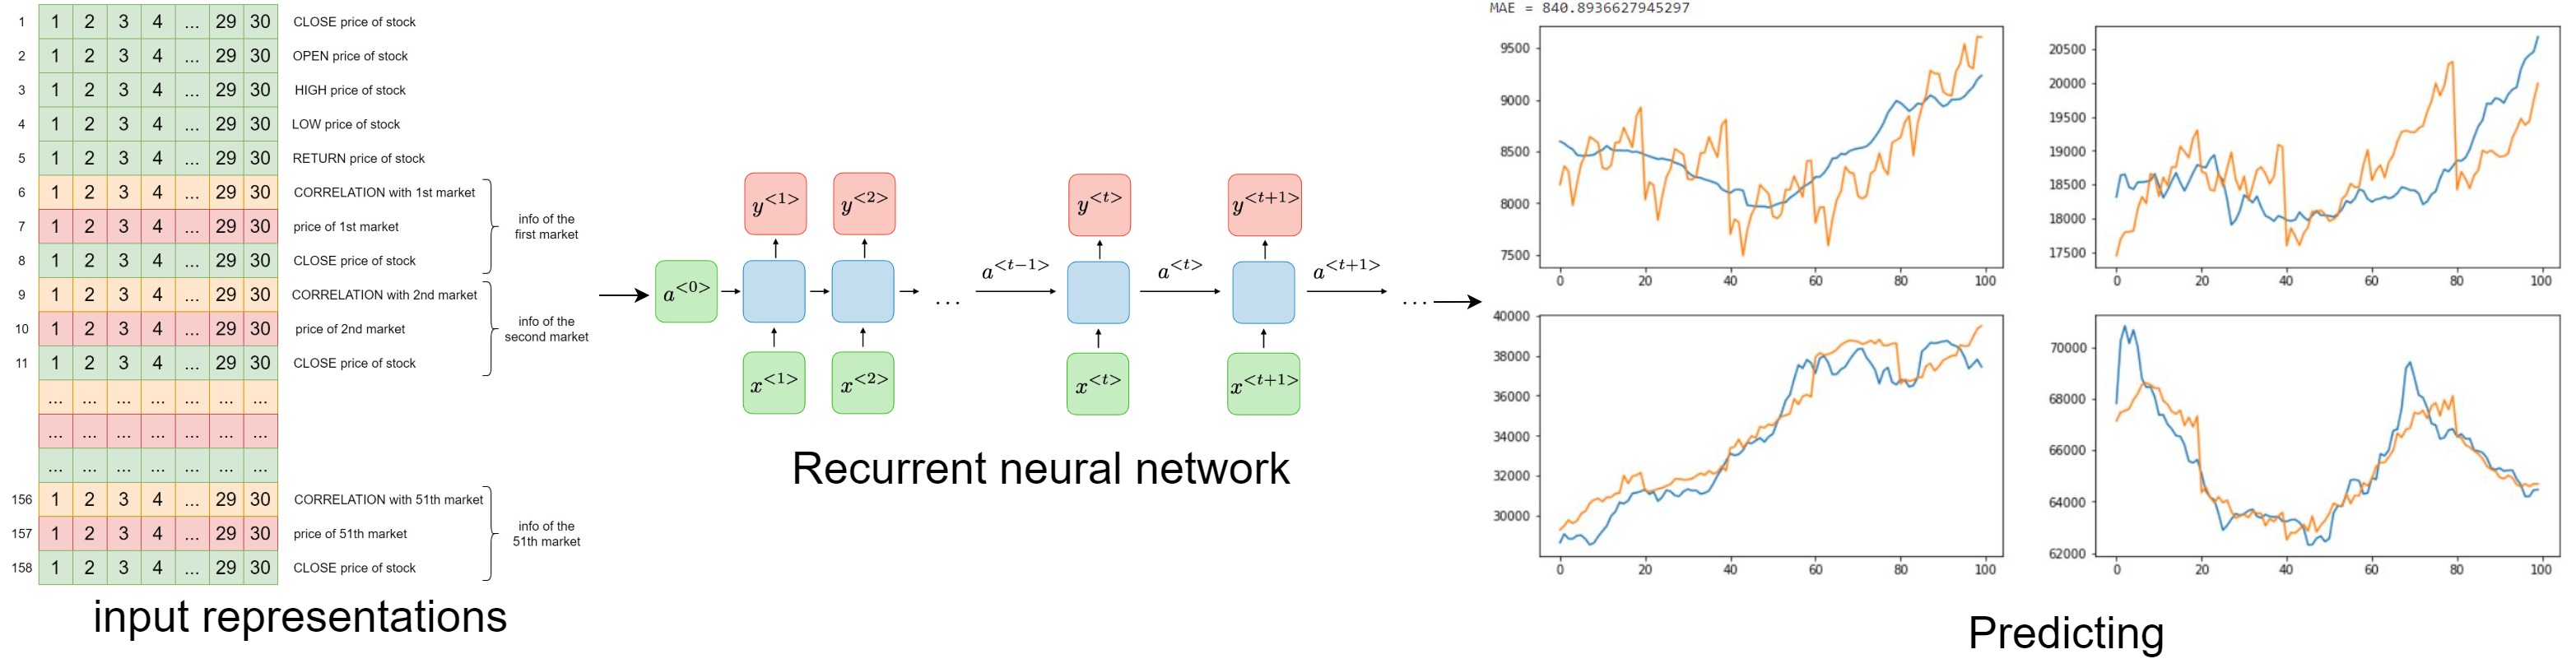 1 1 2 3 4 ... 29 30 CLOSE price of stock
2 1 2 3 4 ... 29 30 OPEN price of stock
3 1 2 3 4 ... 29 30 HIGH price of stock
4 1 2 3 4 ... 29 30 LOW price of stock
5 1 2 3 4 ... 29 30 RETURN price of stock
6 1 2 3 4 ... 29 30 CORRELATION with 1st market
7 1 2 3 4 ... 29 30 price of 1st market
8 1 2 3 4 ... 29 30 CLOSE price of stock
info of the
first market
9 1 2 3 4 ... 29 30 CORRELATION with 2nd market
10 1 2 3 4 ... 29 30 price of 2nd market
11 1 2 3 4 ... 29 30 CLOSE price of stock
info of the
second market
... ... ... ... ... ... ...
... ... ... ... ... ... ...
... ... ... ... ... ... ...
156 1 2 3 4 ... 29 30 CORRELATION with 51th market
157 1 2 3 4 ... 29 30 price of 51th market
158 1 2 3 4 ... 29 30 CLOSE price of stock
info of the
51th market
input representations
y<1> y<2> y<t> y<t+1>
a<0> ... a<t−1> a<t> a<t+1> ...
x<1> x<2> x<t> x<t+1>
Recurrent neural network
MAE = 840.8936627945297
9500
9000
8500
8000
7500
0 20 40 60 80 100
20500
20000
19500
19000
18500
18000
17500
0 20 40 60 80 100
40000
38000
36000
34000
32000
30000
0 20 40 60 80 100
70000
68000
66000
64000
62000
0 20 40 60 80 100
Predicting